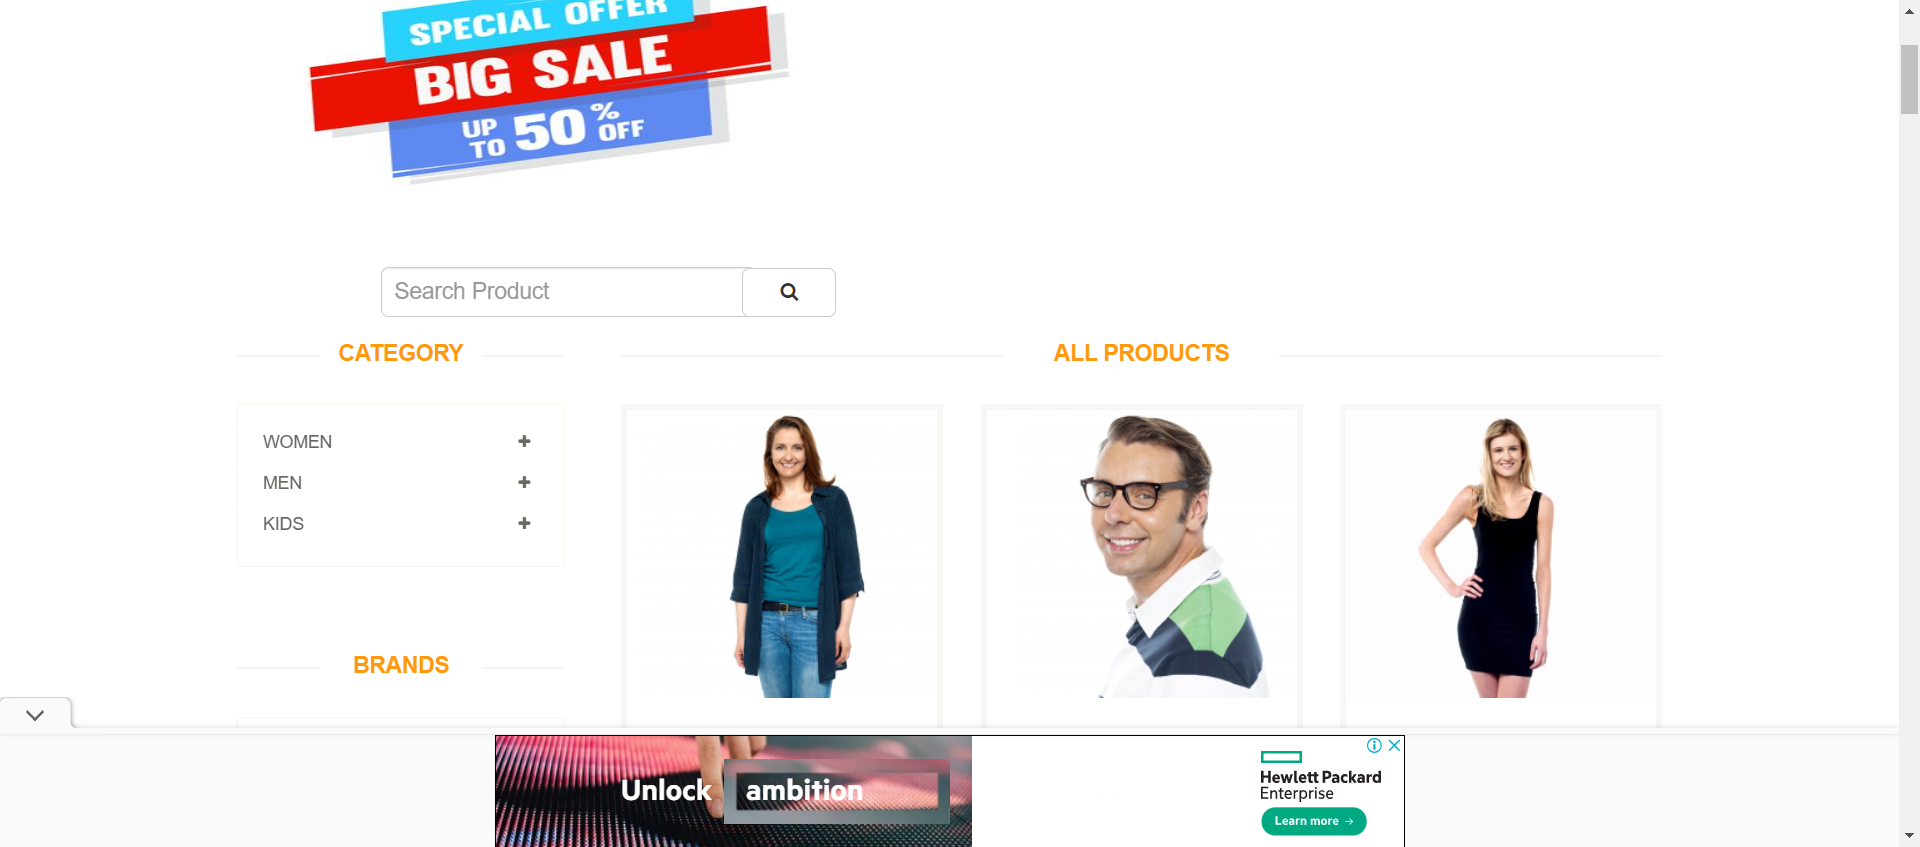 SPECIAL OFFER
BIG SALE
UP TO 50% OFF
Search Product
CATEGORY
WOMEN
MEN
KIDS
BRANDS
ALL PRODUCTS
Unlock ambition
Hewlett Packard
Enterprise
Learn more →